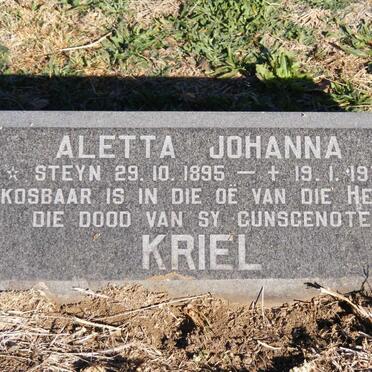 ALETTA JOHANNA
☆ STEYN 29.10.1895 — + 19.1.19
KOSBAAR IS IN DIE OË VAN DIE HE
DIE DOOD VAN SY GUNSGENOTE
KRIEL